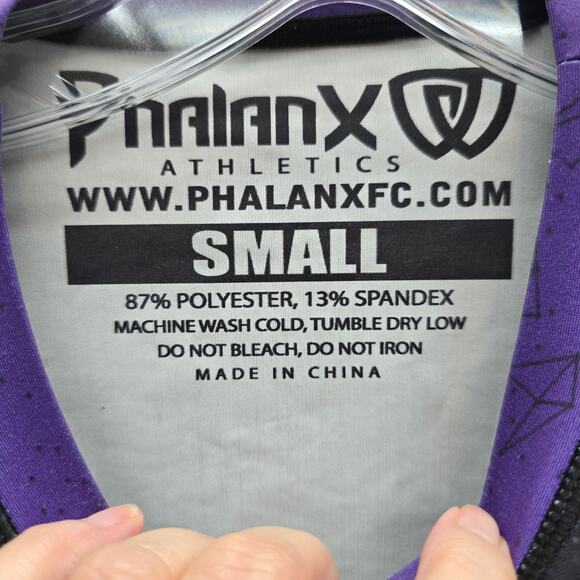 PhalanX
ATHLETICS
WWW.PHALANXFC.COM
SMALL
87% POLYESTER, 13% SPANDEX
MACHINE WASH COLD, TUMBLE DRY LOW
DO NOT BLEACH, DO NOT IRON
MADE IN CHINA